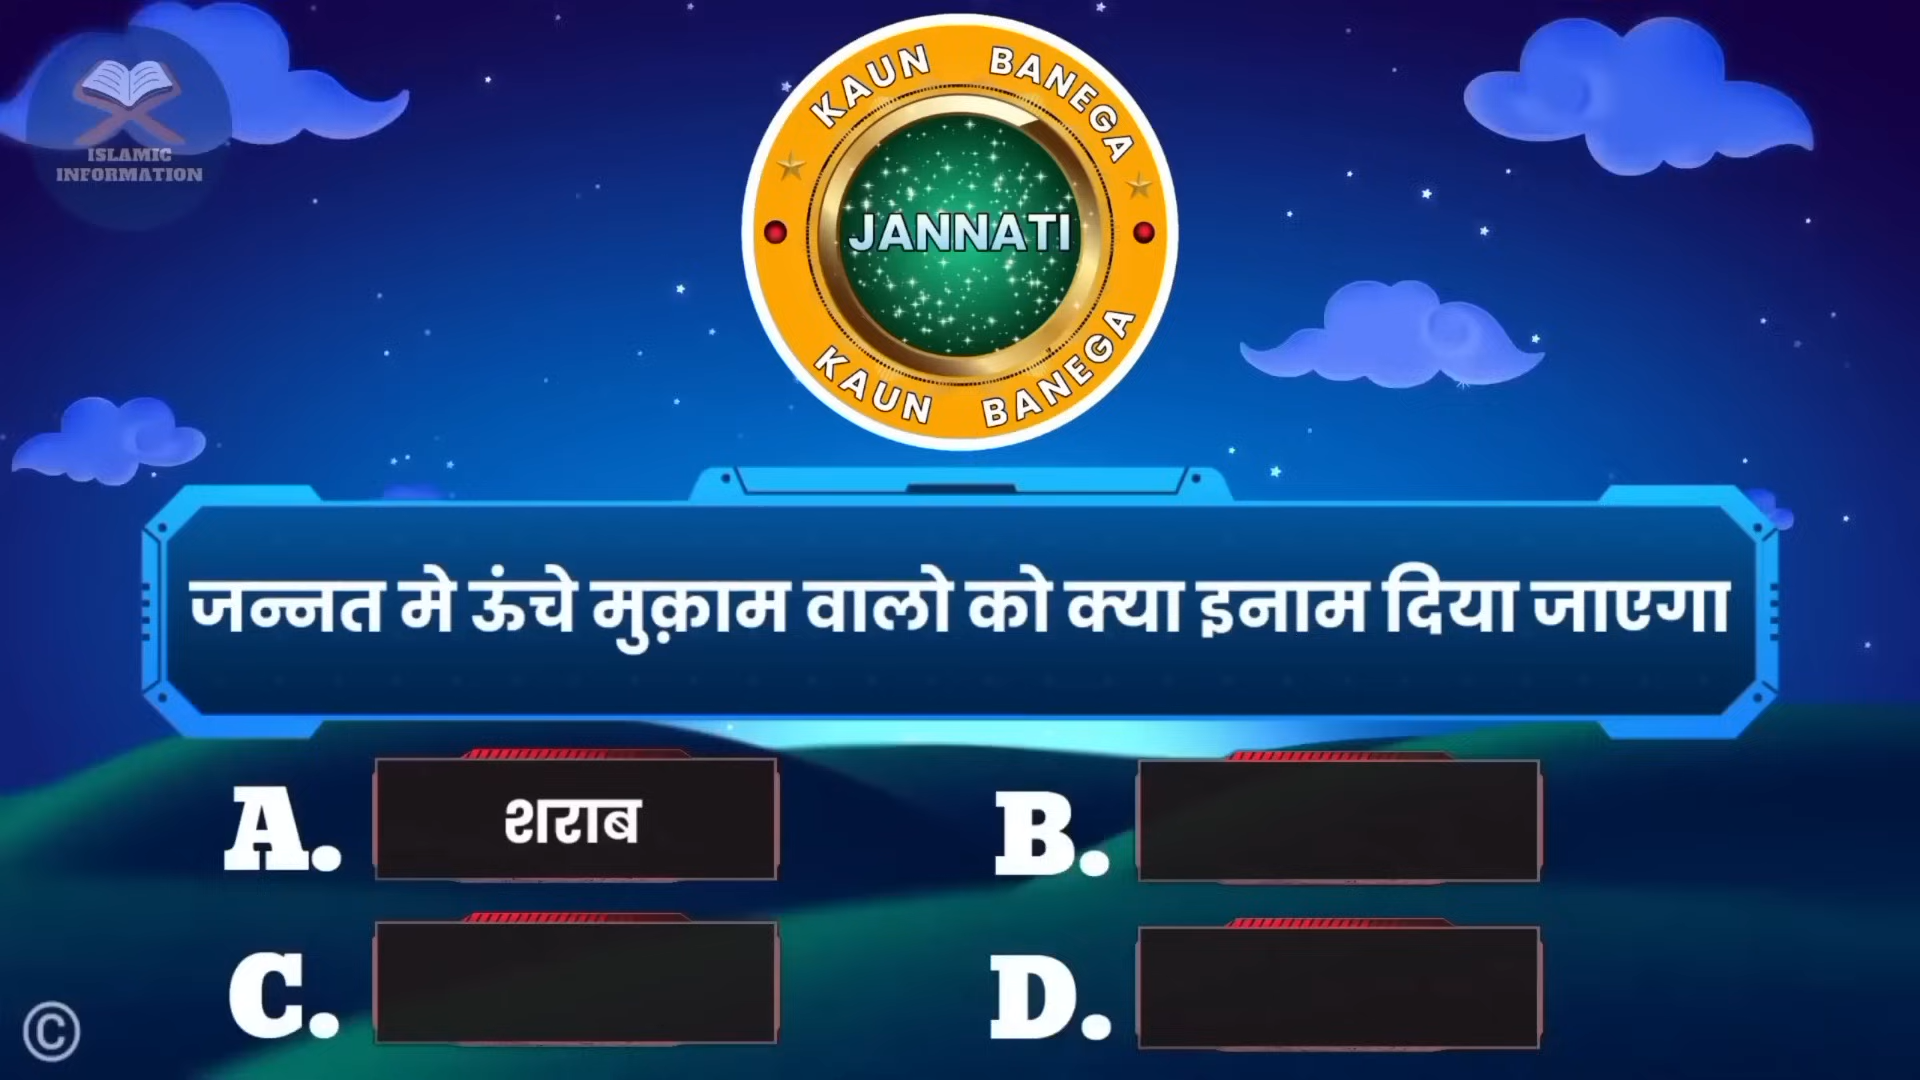 ISLAMIC
INFORMATION
KAUN BANEGA
JANNATI
KAUN BANEGA
जन्नत मे ऊंचे मुक़ाम वालो को क्या इनाम दिया जाएगा
A. शराब
B.
C.
D.
©